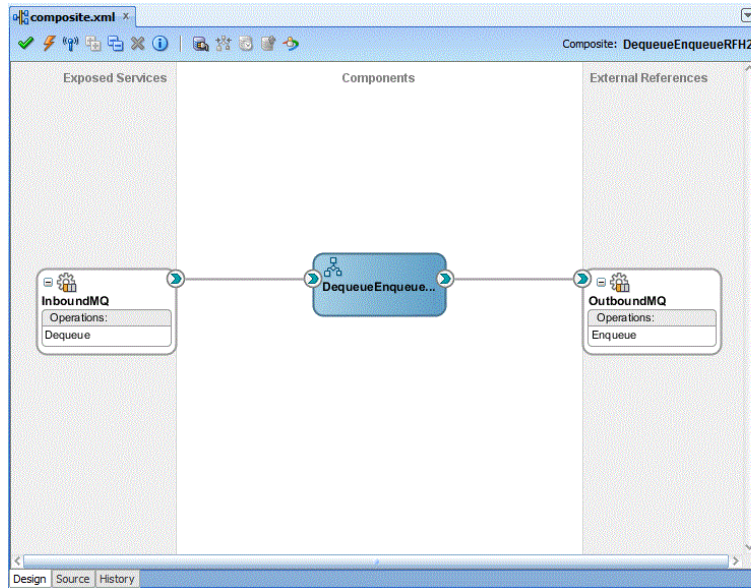 composite.xml
Composite: DequeueEnqueueRFH2
Exposed Services
Components
External References
InboundMQ
Operations:
Dequeue
DequeueEnqueue...
OutboundMQ
Operations:
Enqueue
Design Source History